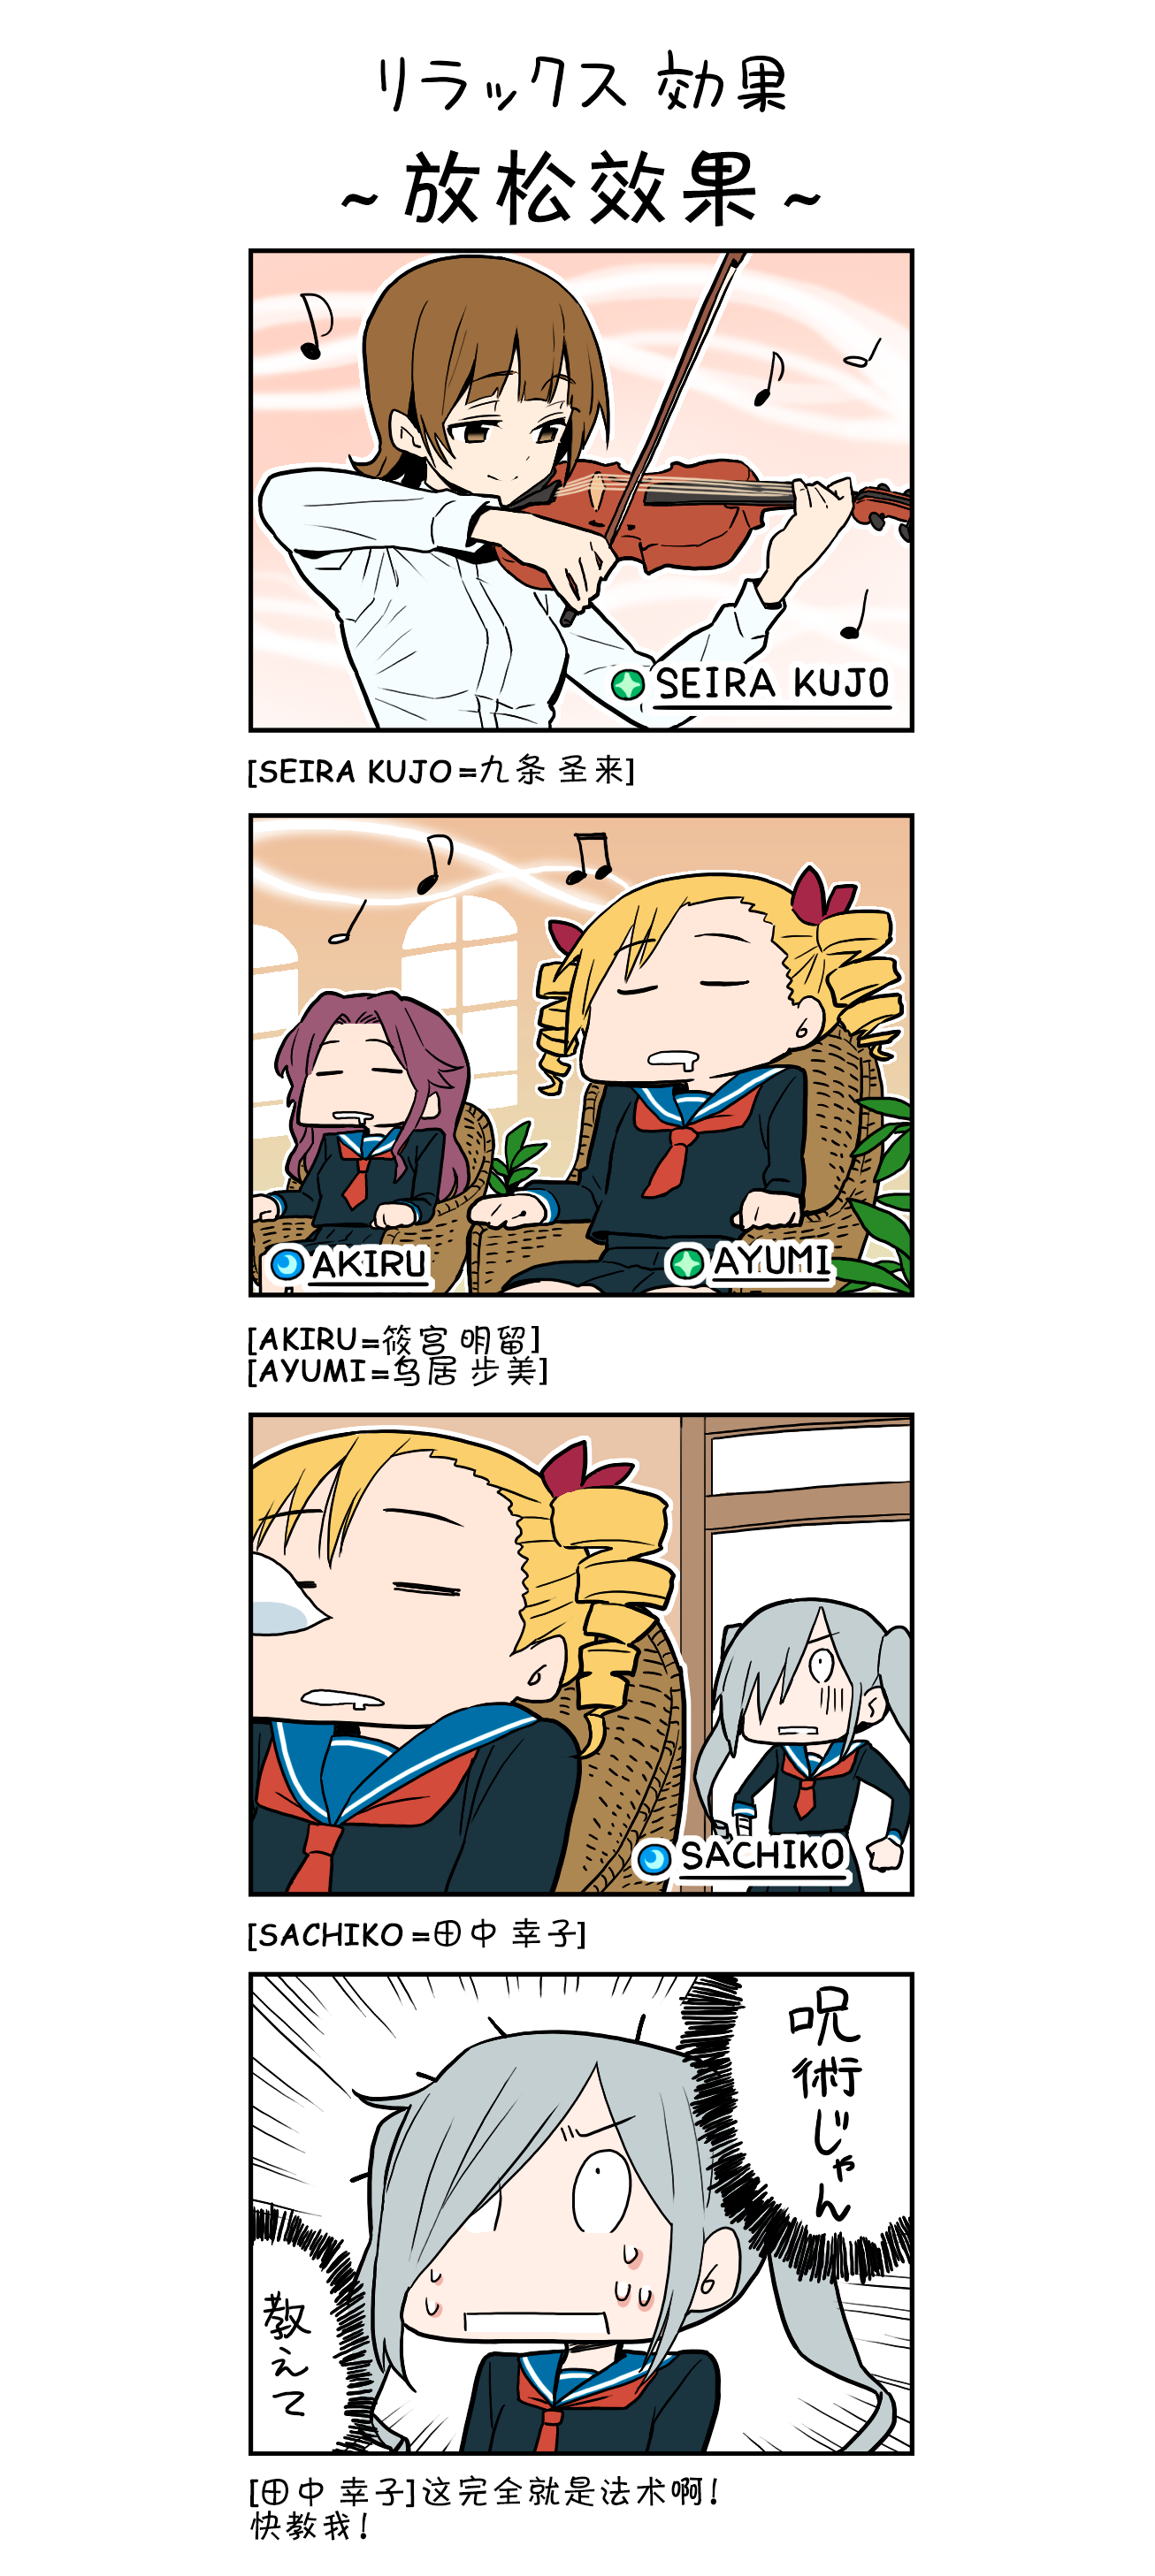 リラックス 効果
~放松效果~
SEIRA KUJO
[SEIRA KUJO=九条 圣来]
AKIRU
AYUMI
[AKIRU=筱宫 明留]
[AYUMI=鸟居 步美]
SACHIKO
[SACHIKO=田中 幸子]
呪術じゃん
教えて
[田中 幸子]这完全就是法术啊!
快教我!